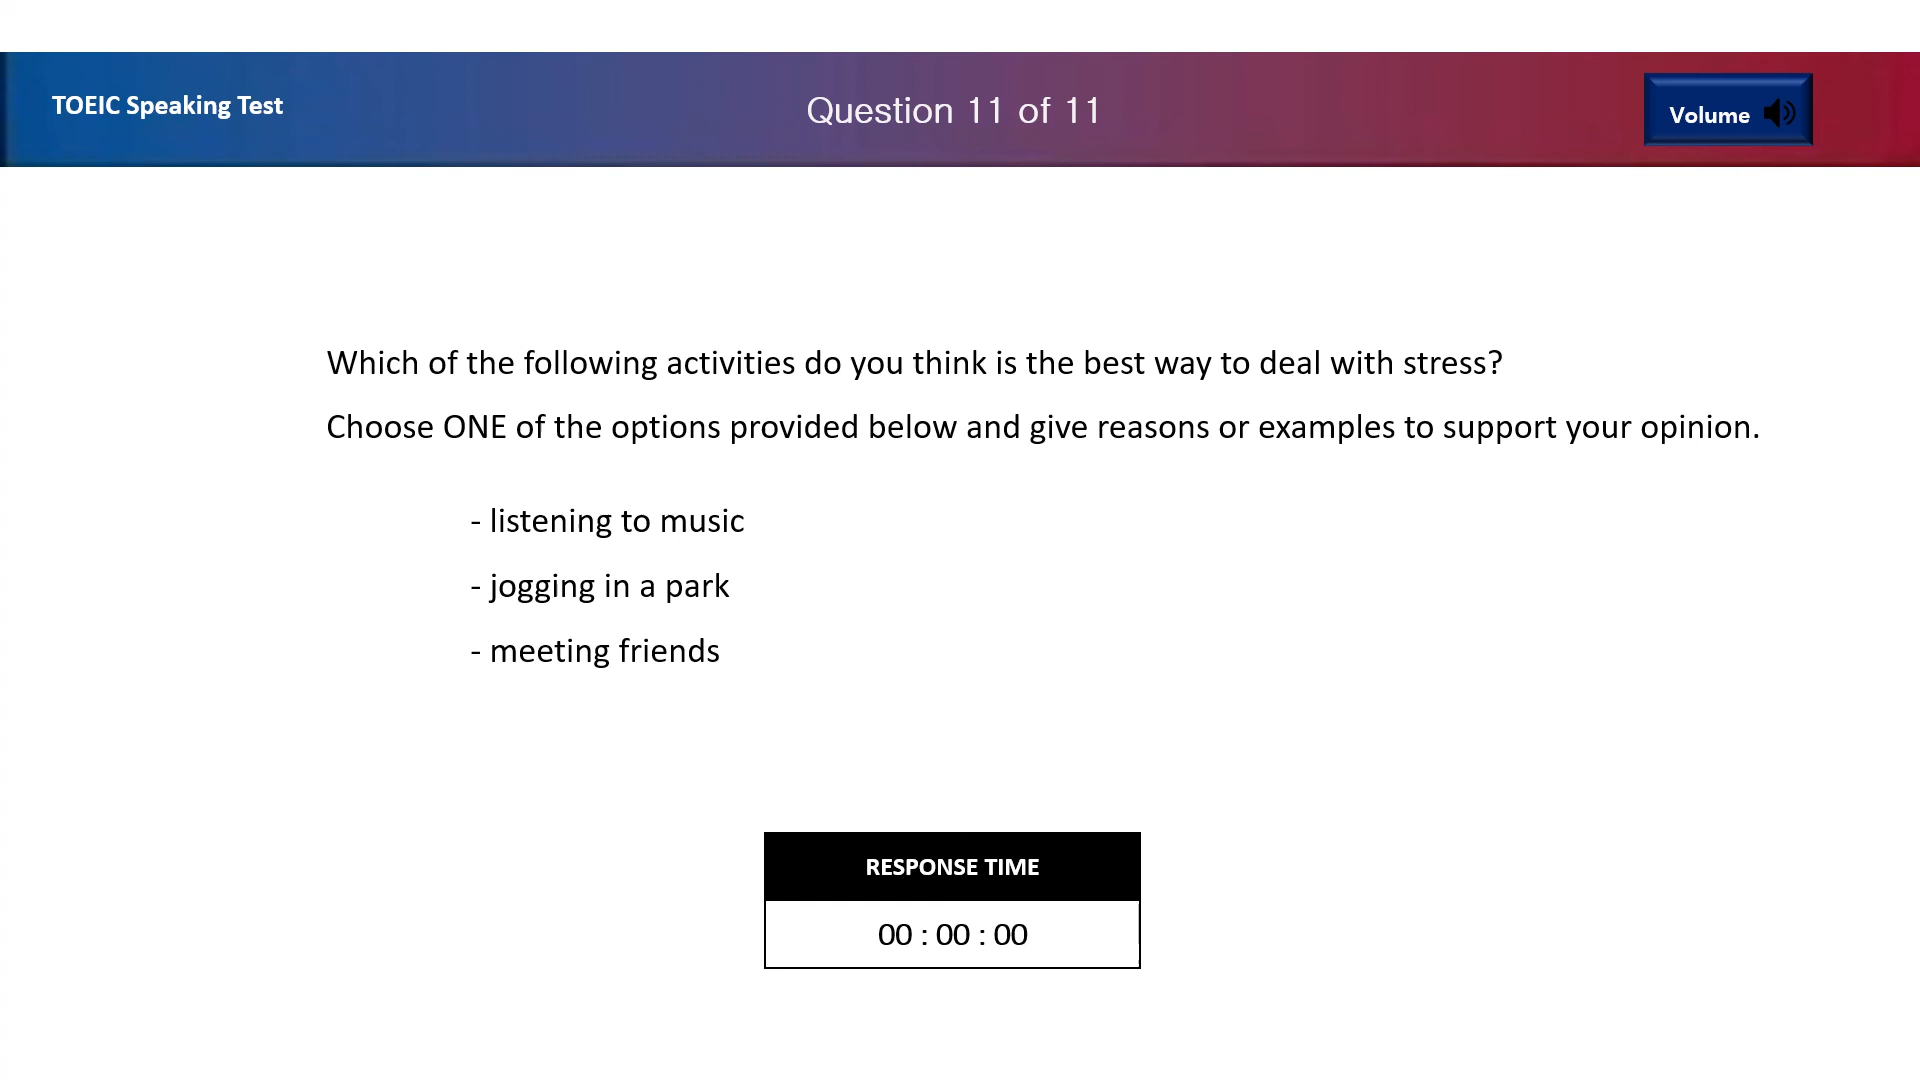 TOEIC Speaking Test
Question 11 of 11
Volume
Which of the following activities do you think is the best way to deal with stress?
Choose ONE of the options provided below and give reasons or examples to support your opinion.
- listening to music
- jogging in a park
- meeting friends
RESPONSE TIME
00 : 00 : 00